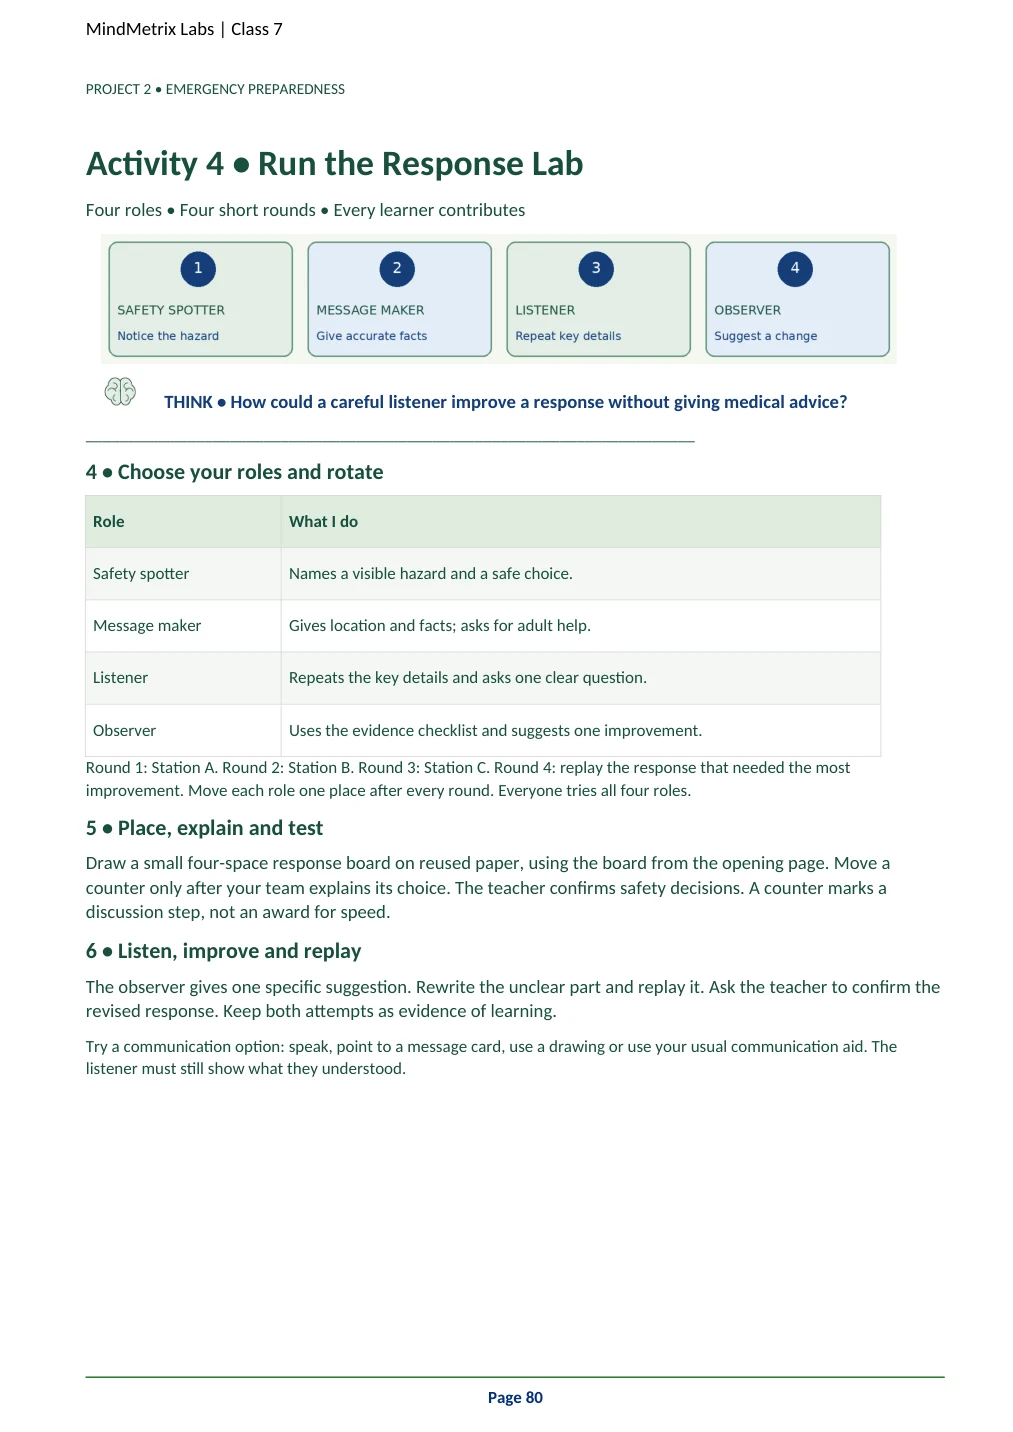 MindMetrix Labs | Class 7
PROJECT 2 • EMERGENCY PREPAREDNESS
Activity 4 • Run the Response Lab
Four roles • Four short rounds • Every learner contributes
1
SAFETY SPOTTER
Notice the hazard
2
MESSAGE MAKER
Give accurate facts
3
LISTENER
Repeat key details
4
OBSERVER
Suggest a change
THINK • How could a careful listener improve a response without giving medical advice?
4 • Choose your roles and rotate
Role What I do
Safety spotter Names a visible hazard and a safe choice.
Message maker Gives location and facts; asks for adult help.
Listener Repeats the key details and asks one clear question.
Observer Uses the evidence checklist and suggests one improvement.
Round 1: Station A. Round 2: Station B. Round 3: Station C. Round 4: replay the response that needed the most
improvement. Move each role one place after every round. Everyone tries all four roles.
5 • Place, explain and test
Draw a small four-space response board on reused paper, using the board from the opening page. Move a
counter only after your team explains its choice. The teacher confirms safety decisions. A counter marks a
discussion step, not an award for speed.
6 • Listen, improve and replay
The observer gives one specific suggestion. Rewrite the unclear part and replay it. Ask the teacher to confirm the
revised response. Keep both attempts as evidence of learning.
Try a communication option: speak, point to a message card, use a drawing or use your usual communication aid. The
listener must still show what they understood.
Page 80